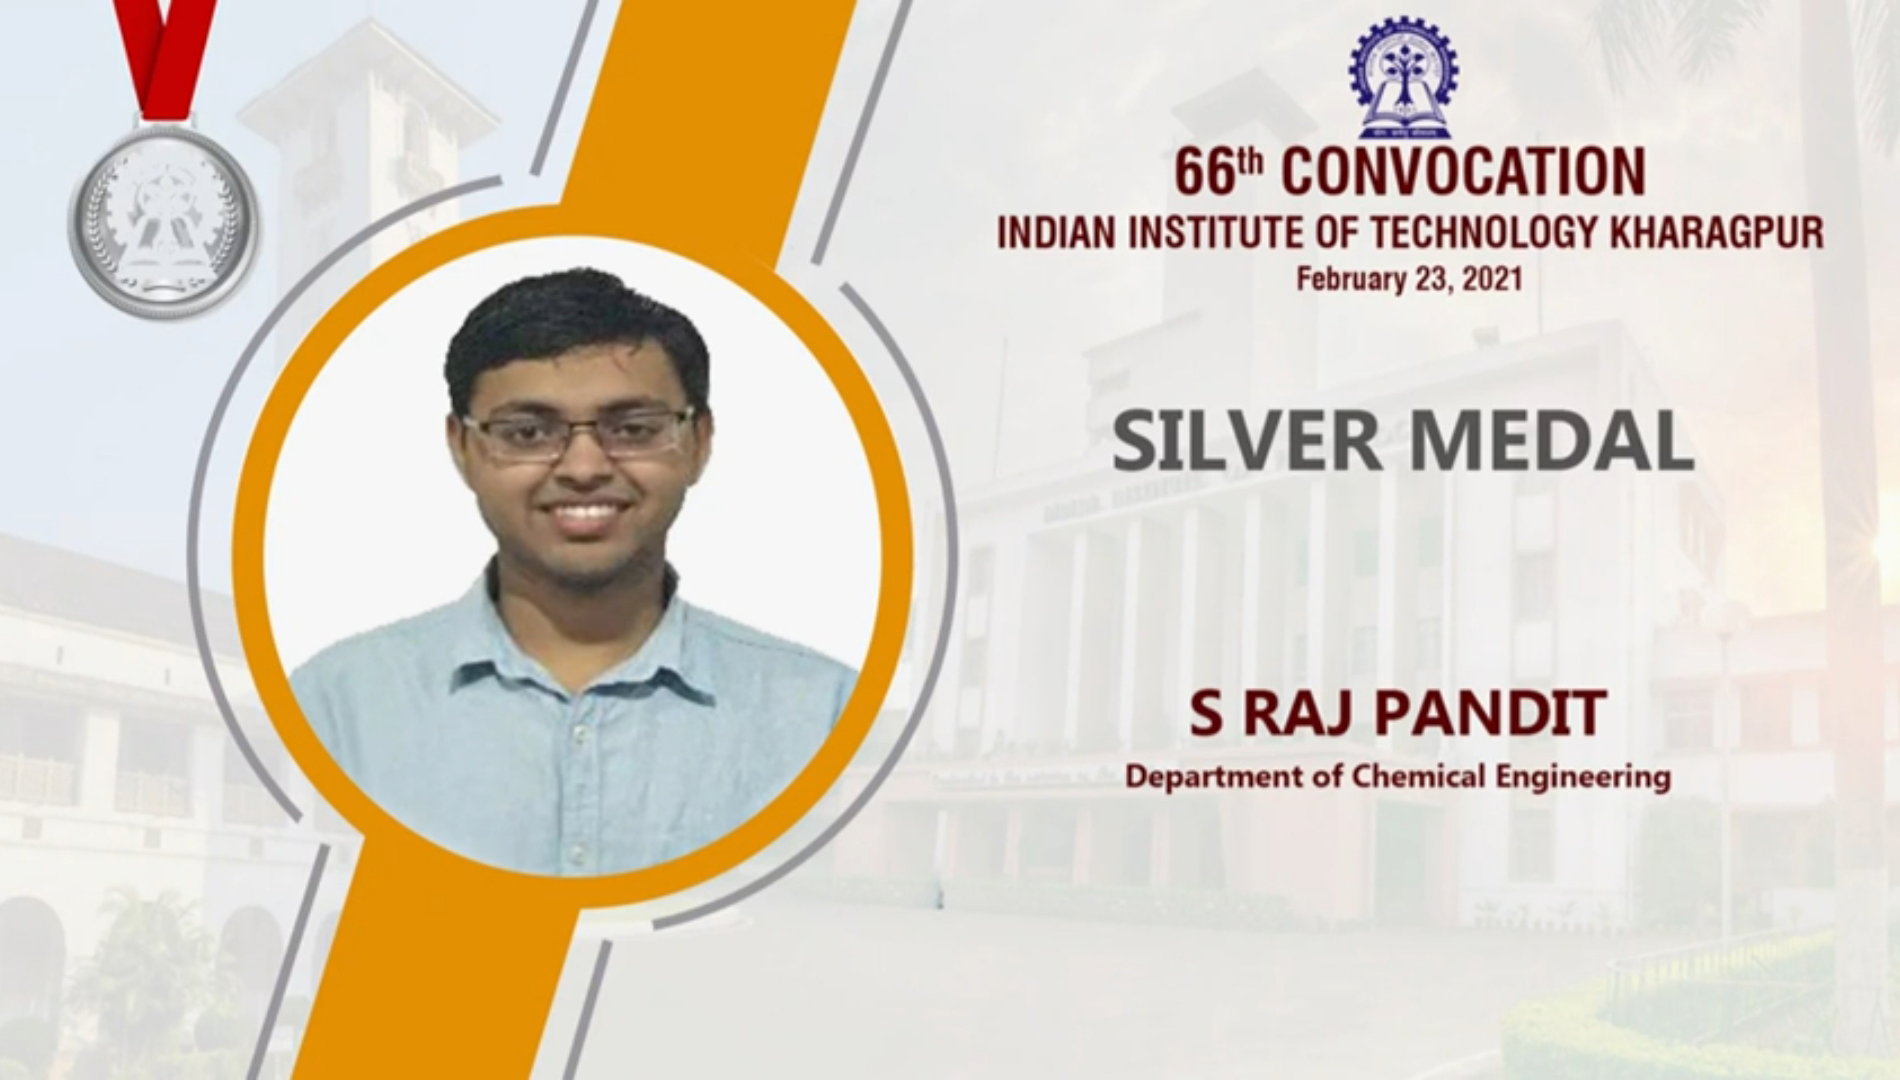 66th CONVOCATION
INDIAN INSTITUTE OF TECHNOLOGY KHARAGPUR
February 23, 2021
SILVER MEDAL
S RAJ PANDIT
Department of Chemical Engineering